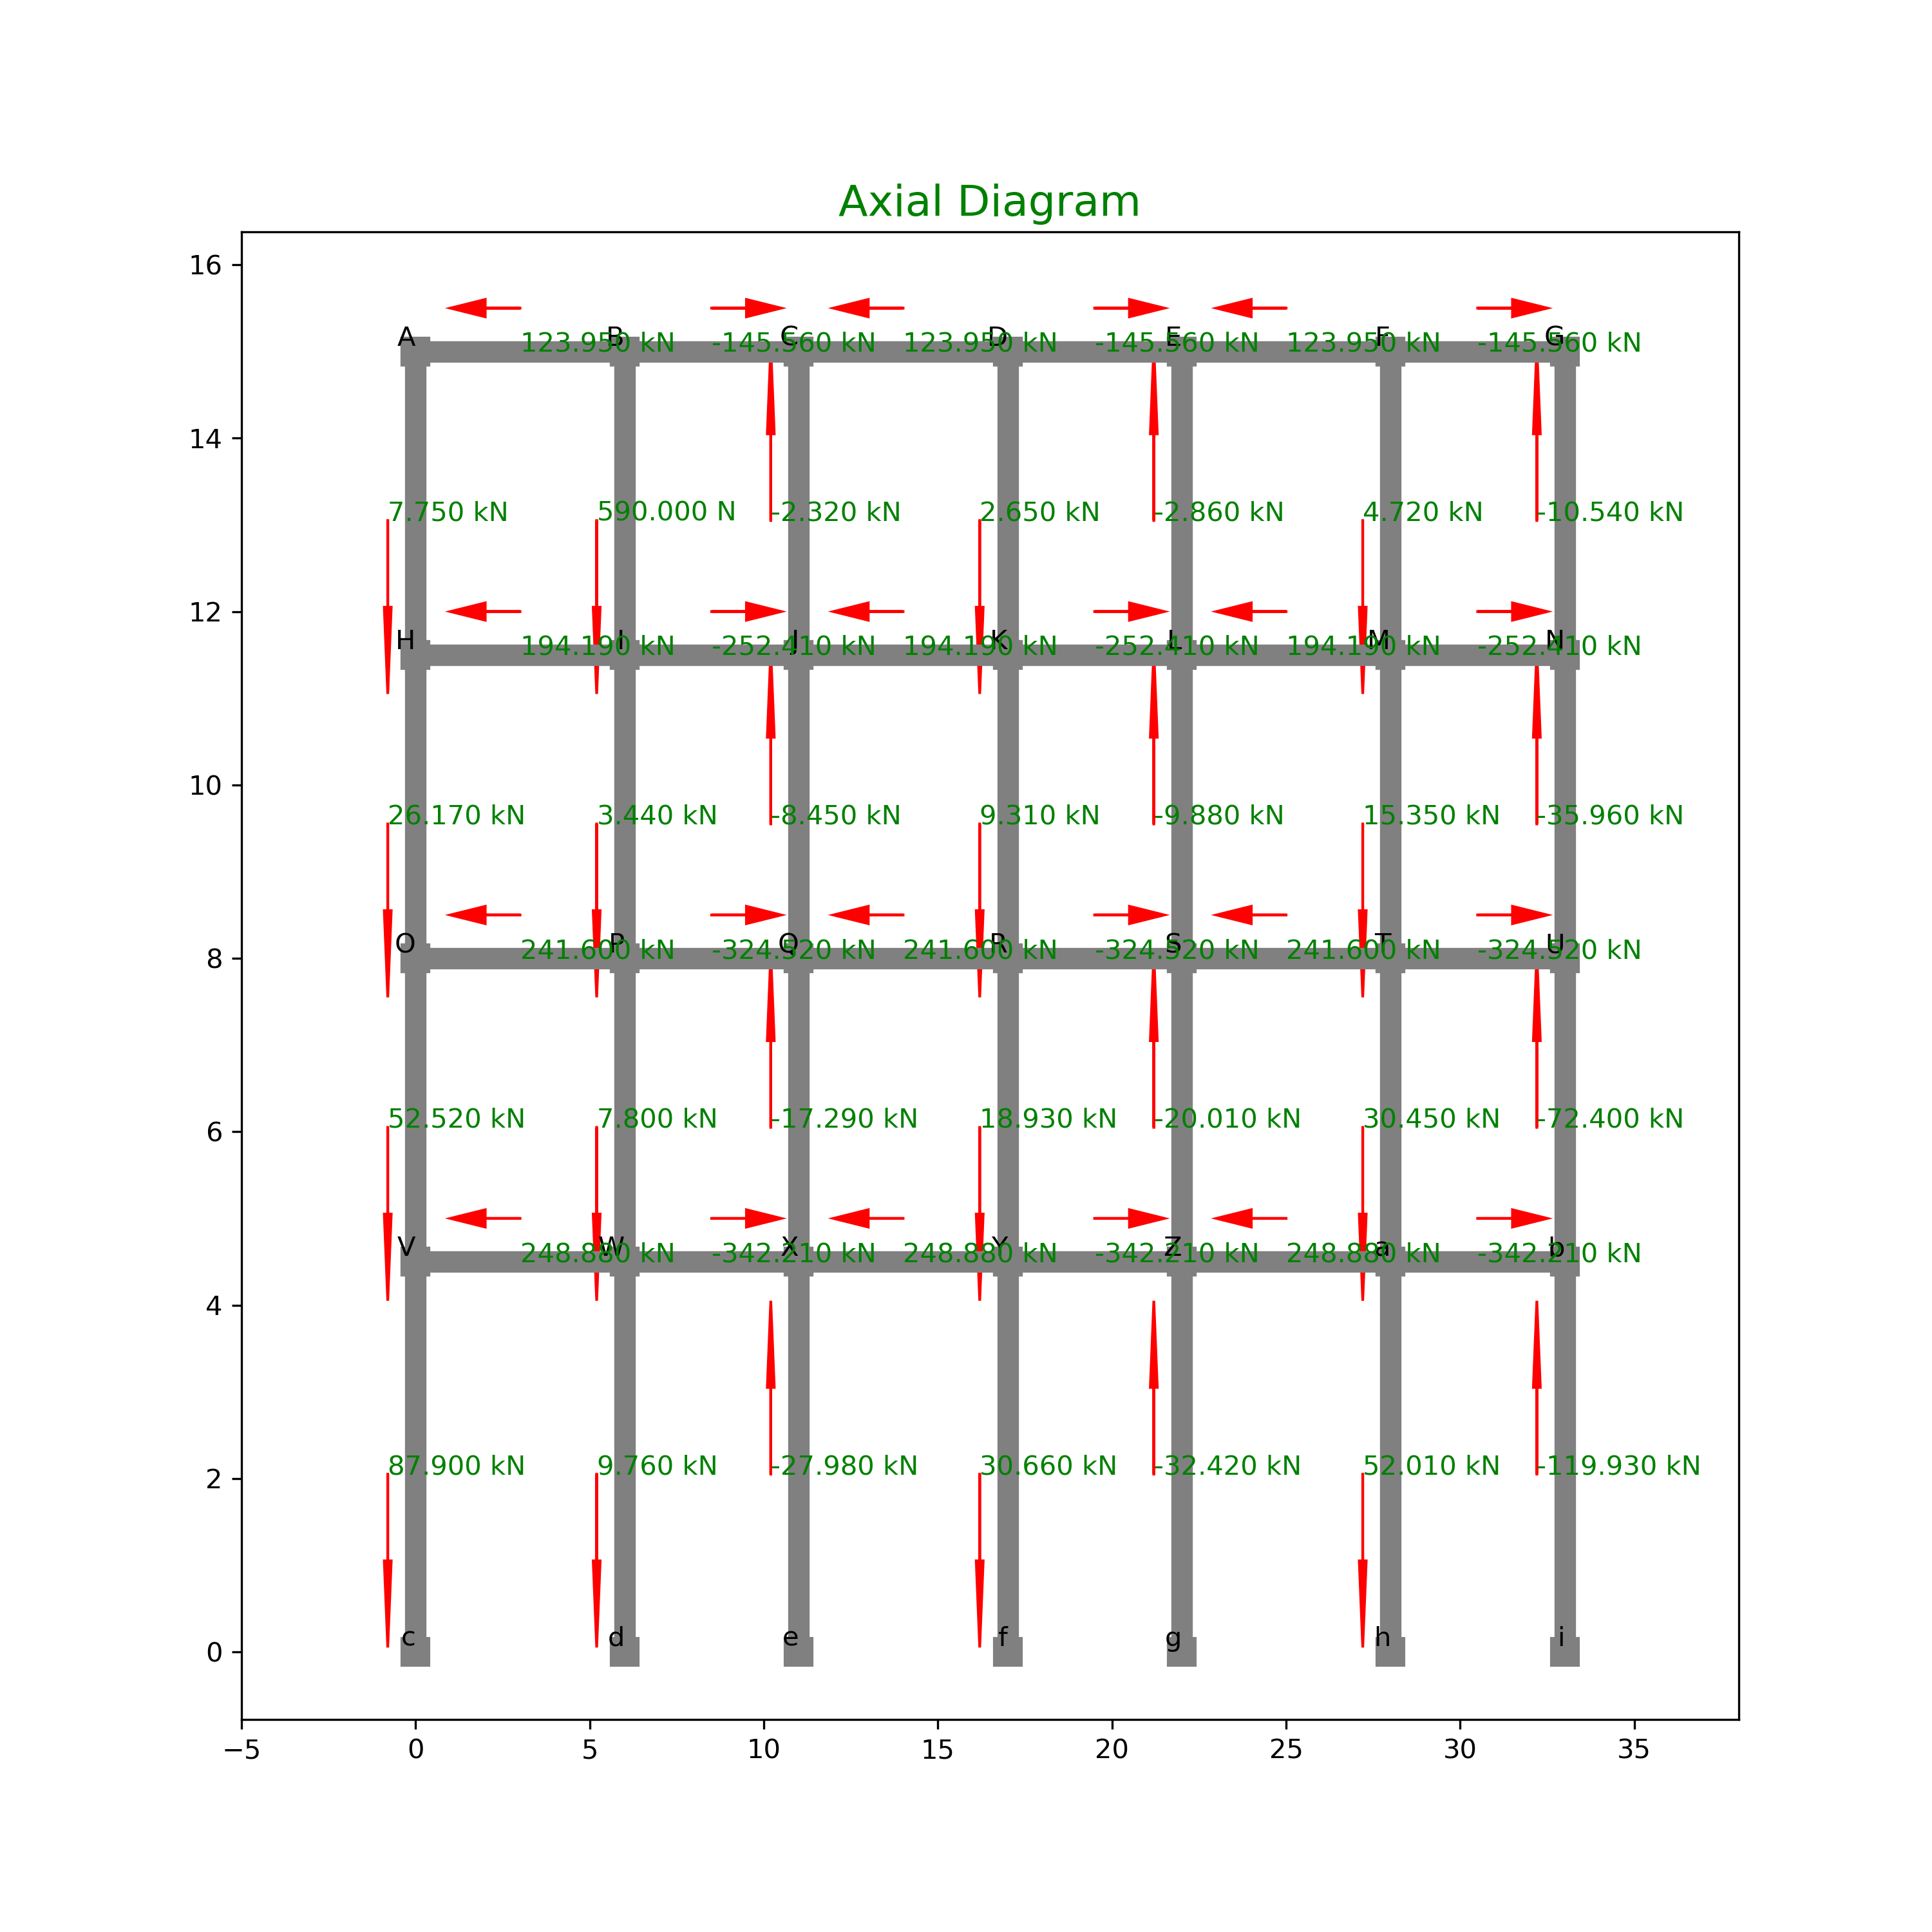 Axial Diagram
16
A B C D E F G
123.950 kN -145.560 kN 123.950 kN -145.560 kN 123.950 kN -145.560 kN
14
7.750 kN 590.000 N -2.320 kN 2.650 kN -2.860 kN 4.720 kN -10.540 kN
12
H I J K L M N
194.190 kN -252.410 kN 194.190 kN -252.410 kN 194.190 kN -252.410 kN
10
26.170 kN 3.440 kN -8.450 kN 9.310 kN -9.880 kN 15.350 kN -35.960 kN
O P Q R S T U
8
241.600 kN -324.520 kN 241.600 kN -324.520 kN 241.600 kN -324.520 kN
6
52.520 kN 7.800 kN -17.290 kN 18.930 kN -20.010 kN 30.450 kN -72.400 kN
V W X Y Z a b
248.880 kN -342.210 kN 248.880 kN -342.210 kN 248.880 kN -342.210 kN
4
2
87.900 kN 9.760 kN -27.980 kN 30.660 kN -32.420 kN 52.010 kN -119.930 kN
c d e f g h i
0
−5 0 5 10 15 20 25 30 35